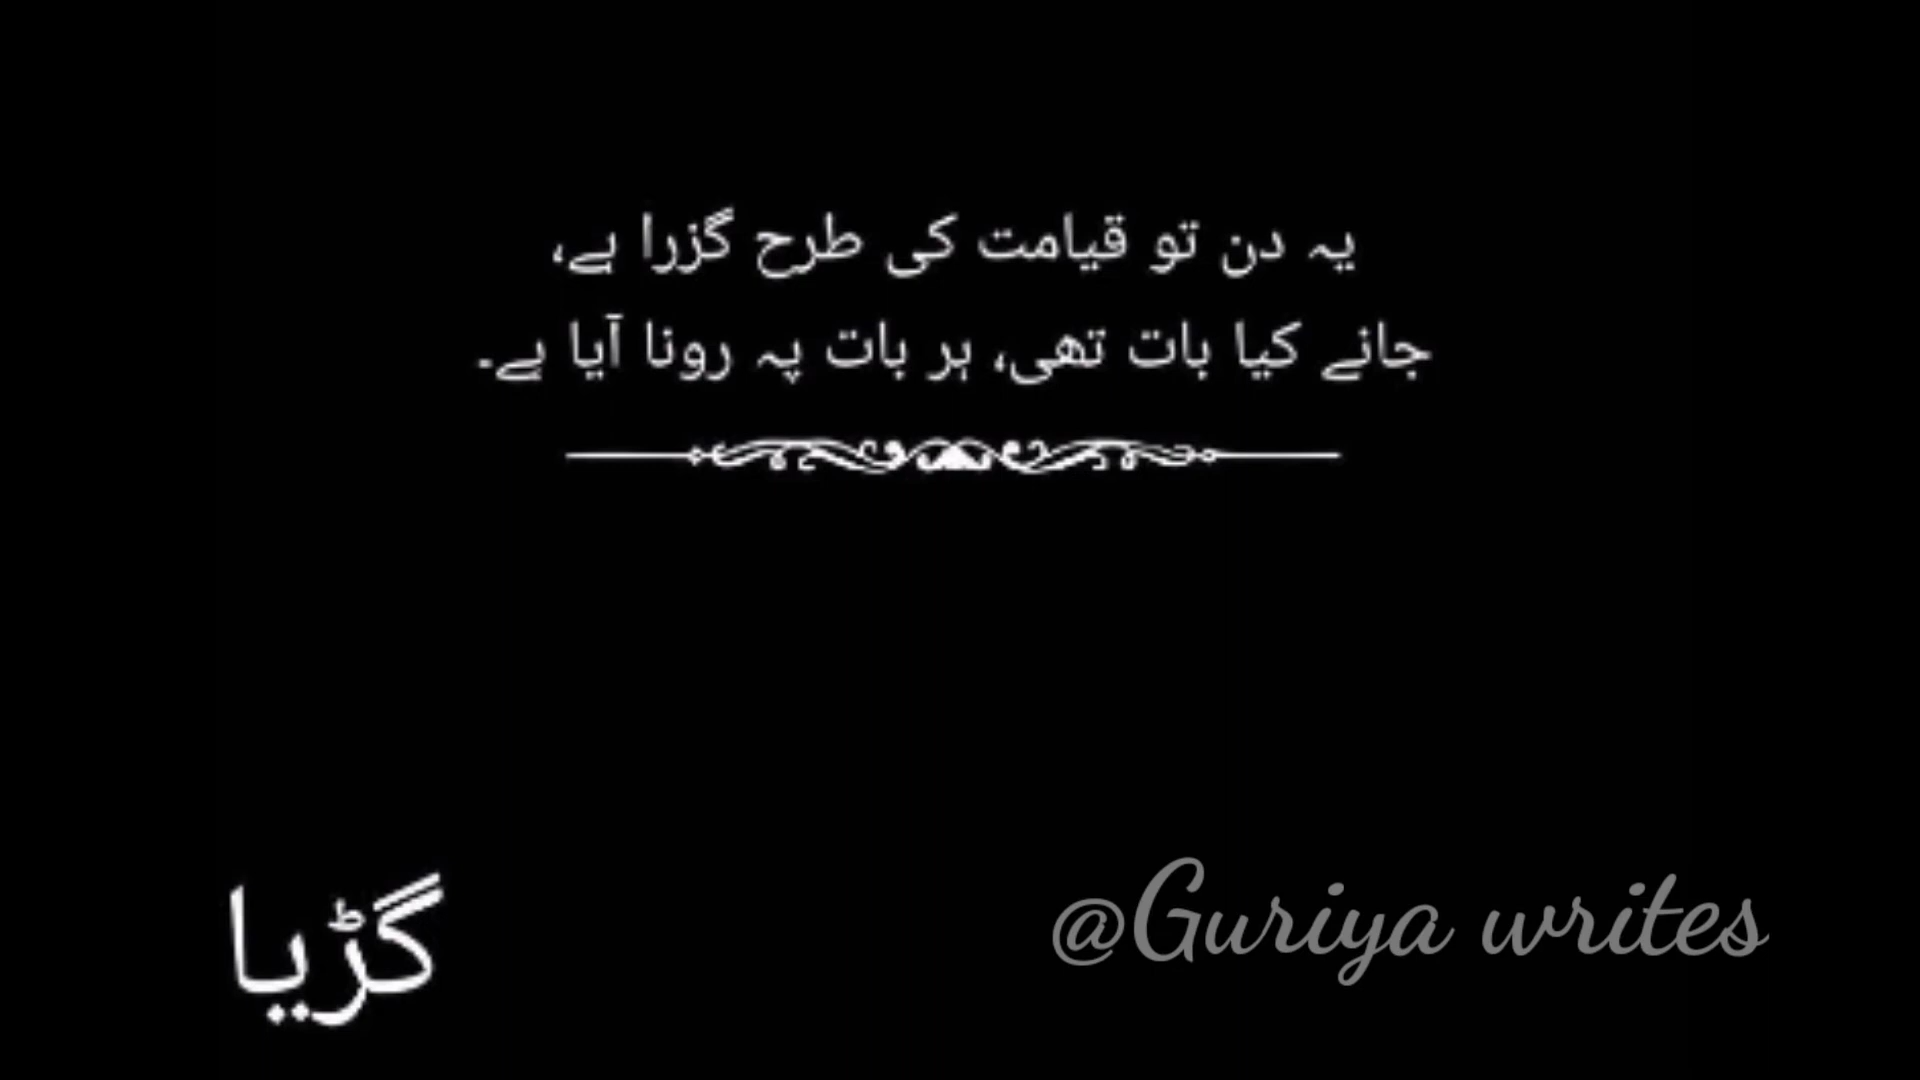 یہ دن تو قیامت کی طرح گزرا ہے،
جانے کیا بات تھی، ہر بات پہ رونا آیا ہے۔
گڑیا
@Guriya writes